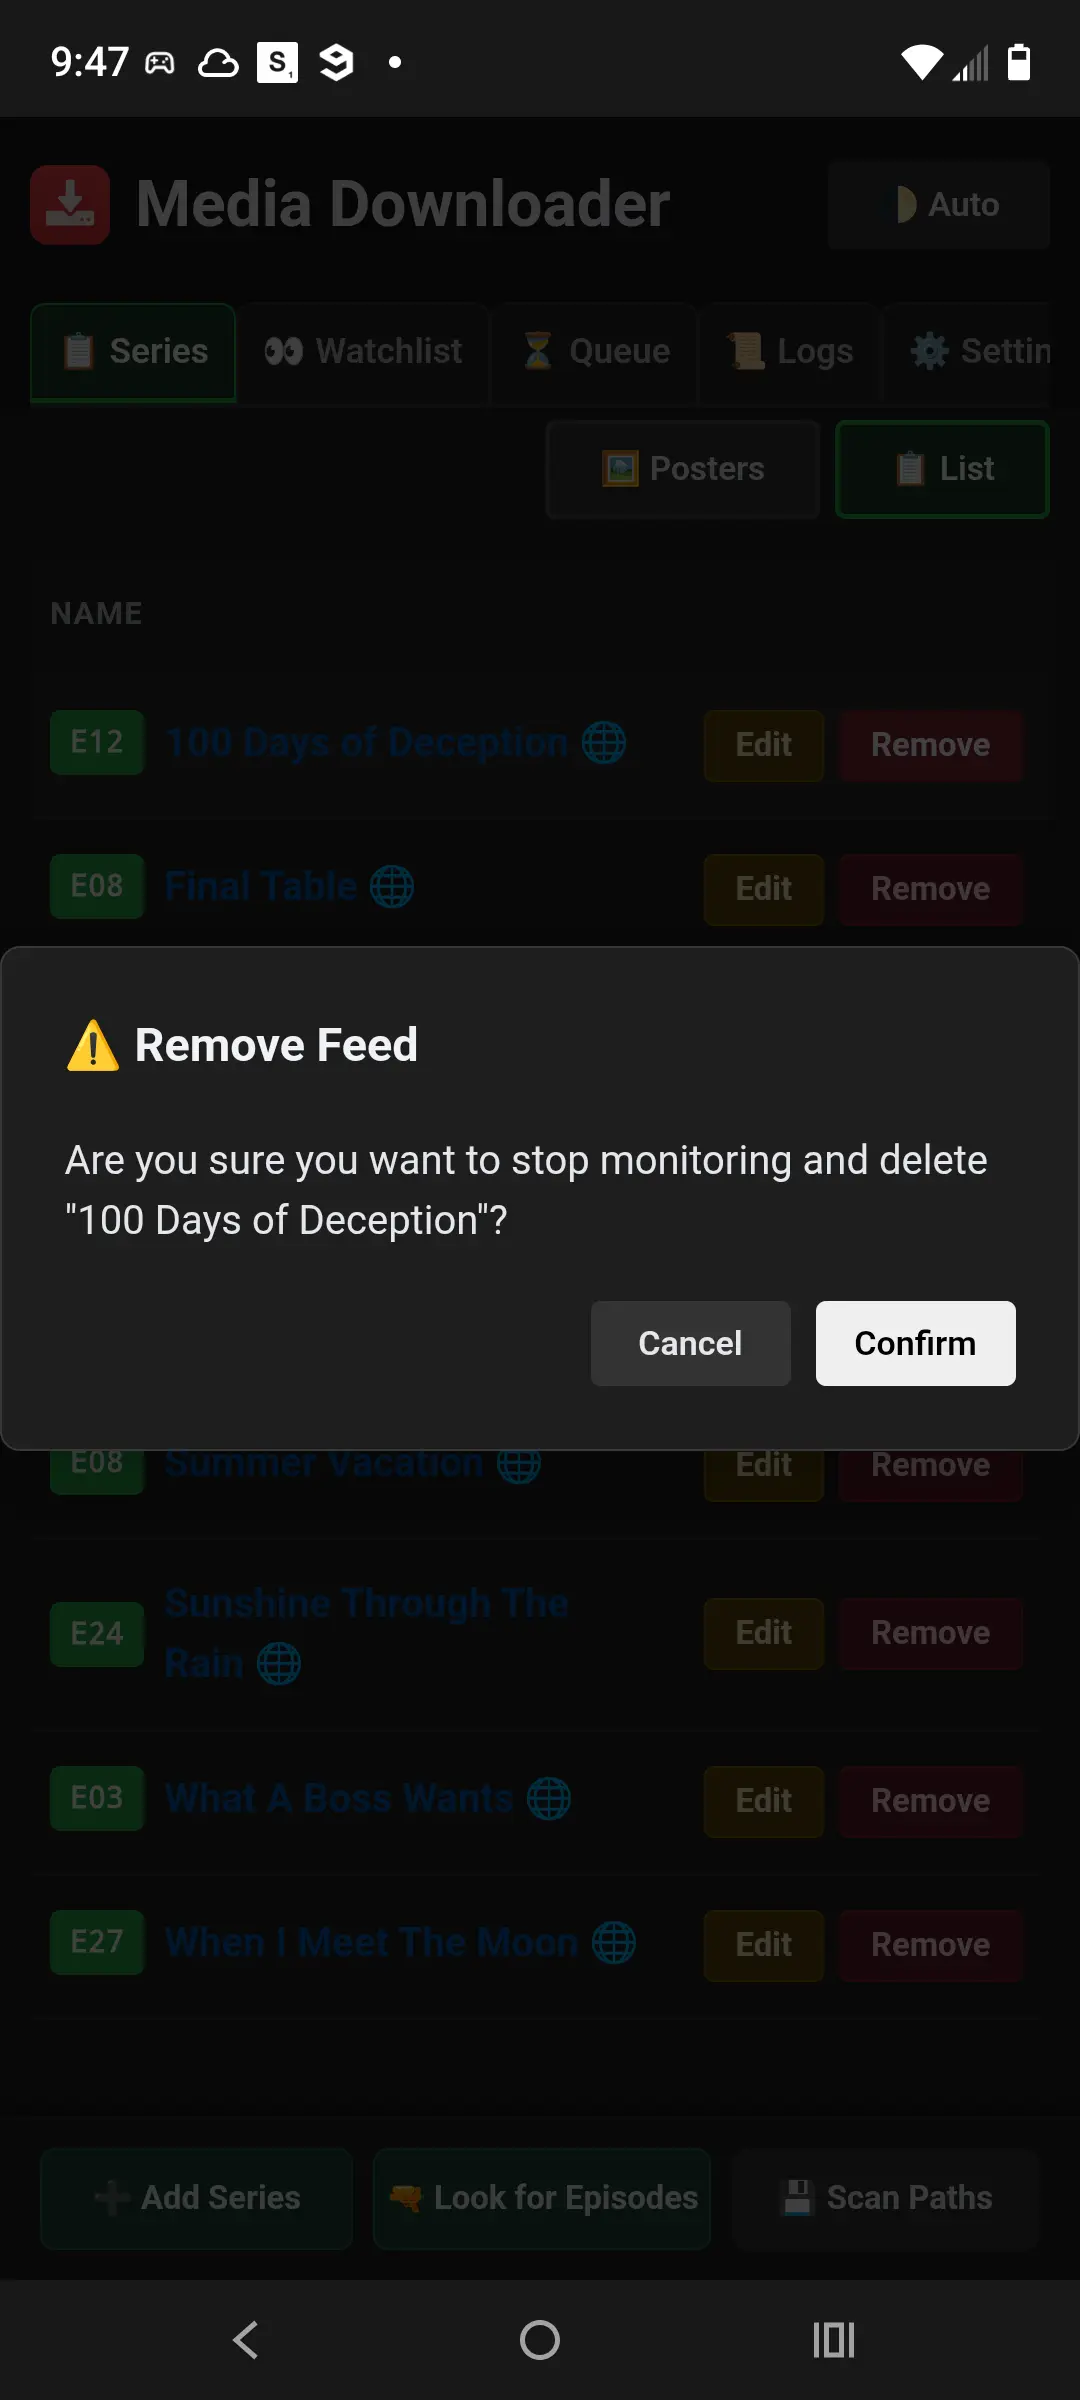 9:47
S 1
Media Downloader
Auto
Series
Watchlist
Queue
Logs
Settin
Posters
List
NAME
E12 100 Days of Deception Edit Remove
E08 Final Table Edit Remove
Remove Feed
Are you sure you want to stop monitoring and delete
"100 Days of Deception"?
Cancel
Confirm
E08 Summer Vacation Edit Remove
E24 Sunshine Through The
Rain Edit Remove
E03 What A Boss Wants Edit Remove
E27 When I Meet The Moon Edit Remove
Add Series
Look for Episodes
Scan Paths